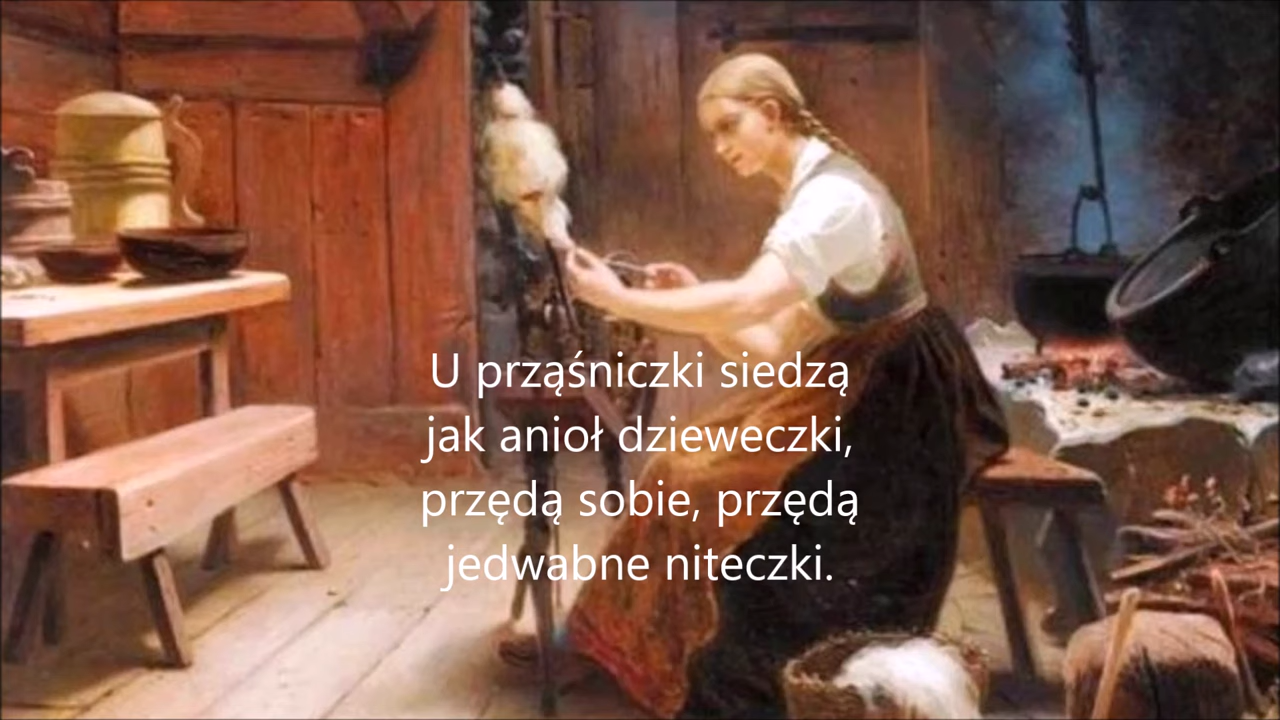 U prząśniczki siedzą
jak anioł dzieweczki,
przędą sobie, przędą
jedwabne niteczki.